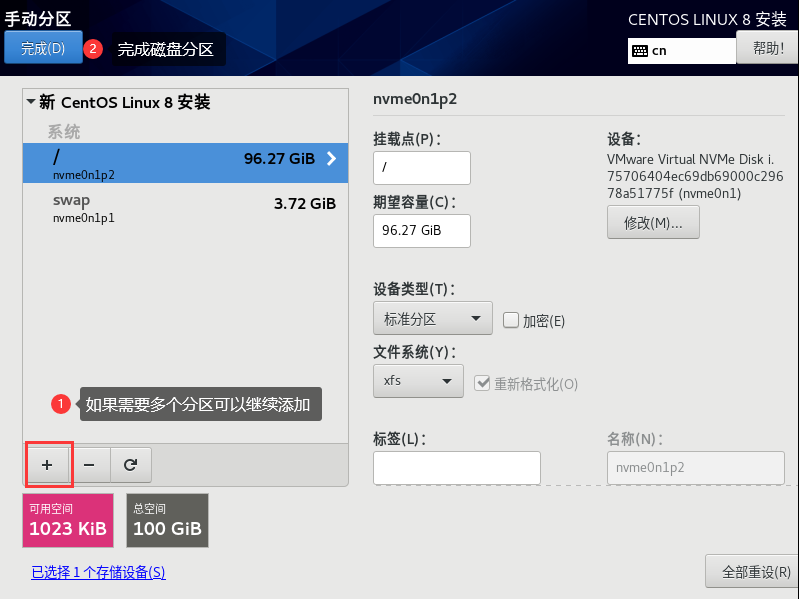 手动分区
CENTOS LINUX 8 安装
完成(D)
2
完成磁盘分区
cn
帮助!
新 CentOS Linux 8 安装
系统
/
96.27 GiB
nvme0n1p2
swap
3.72 GiB
nvme0n1p1
1
如果需要多个分区可以继续添加
+
−
可用空间
1023 KiB
总空间
100 GiB
已选择 1 个存储设备(S)
nvme0n1p2
挂载点(P):
/
期望容量(C):
96.27 GiB
设备:
VMware Virtual NVMe Disk i.
75706404ec69db69000c296
78a51775f (nvme0n1)
修改(M)...
设备类型(T):
标准分区
加密(E)
文件系统(Y):
xfs
重新格式化(O)
标签(L):
名称(N):
nvme0n1p2
全部重设(R)